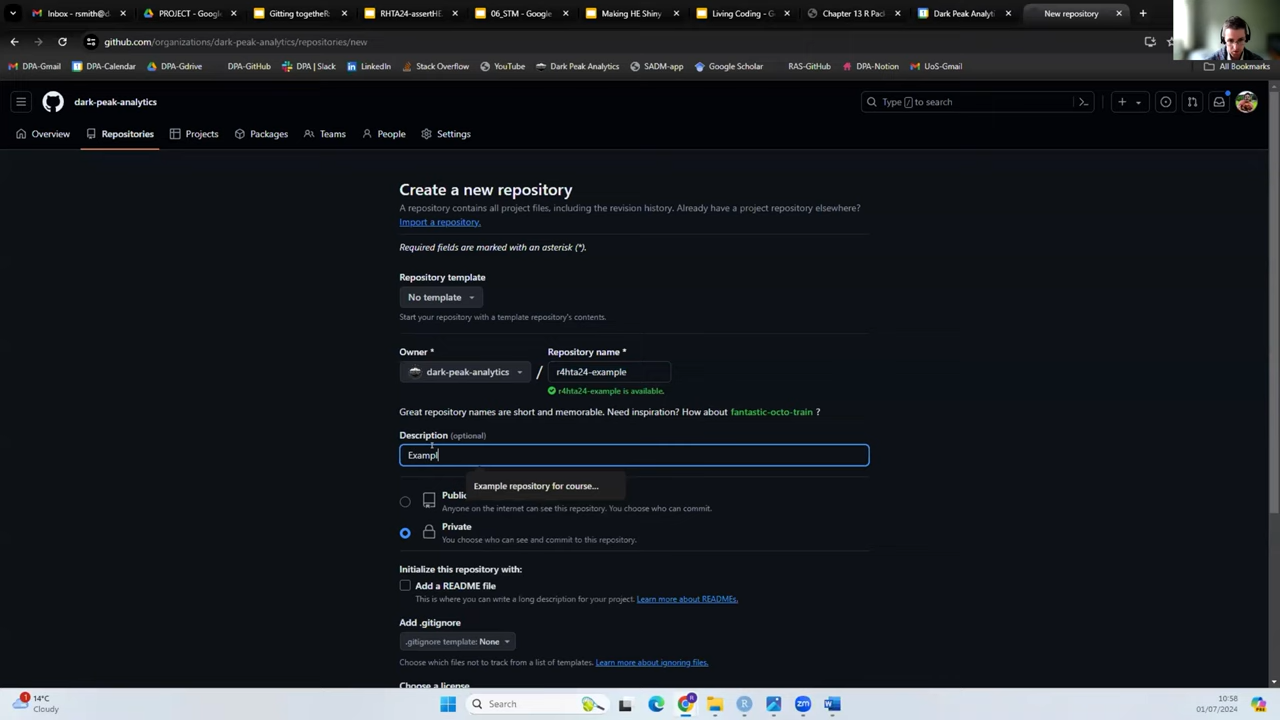 Inbox - rsmith@d
PROJECT - Google
Gitting togetheR
RHTA24-assertHE
06_STM - Google
Making HE Shiny
Living Coding - G
Chapter 13 R Pack
Dark Peak Analyti
New repository
github.com/organizations/dark-peak-analytics/repositories/new
DPA-Gmail
DPA-Calendar
DPA-Gdrive
DPA-GitHub
DPA | Slack
LinkedIn
Stack Overflow
YouTube
Dark Peak Analytics
SADM-app
Google Scholar
RAS-GitHub
DPA-Notion
UoS-Gmail
All Bookmarks
dark-peak-analytics
Type / to search
Overview
Repositories
Projects
Packages
Teams
People
Settings
Create a new repository
A repository contains all project files, including the revision history. Already have a project repository elsewhere?
Import a repository.
Required fields are marked with an asterisk (*).
Repository template
No template
Start your repository with a template repository's contents.
Owner * Repository name *
dark-peak-analytics / r4hta24-example
r4hta24-example is available.
Great repository names are short and memorable. Need inspiration? How about fantastic-octo-train ?
Description (optional)
Exampl
Example repository for course...
Public
Anyone on the internet can see this repository. You choose who can commit.
Private
You choose who can see and commit to this repository.
Initialize this repository with:
Add a README file
This is where you can write a long description for your project. Learn more about READMEs.
Add .gitignore
.gitignore template: None
Choose which files not to track from a list of templates. Learn more about ignoring files.
Choose a license
1
14°C
Cloudy
Search
10:58
01/07/2024